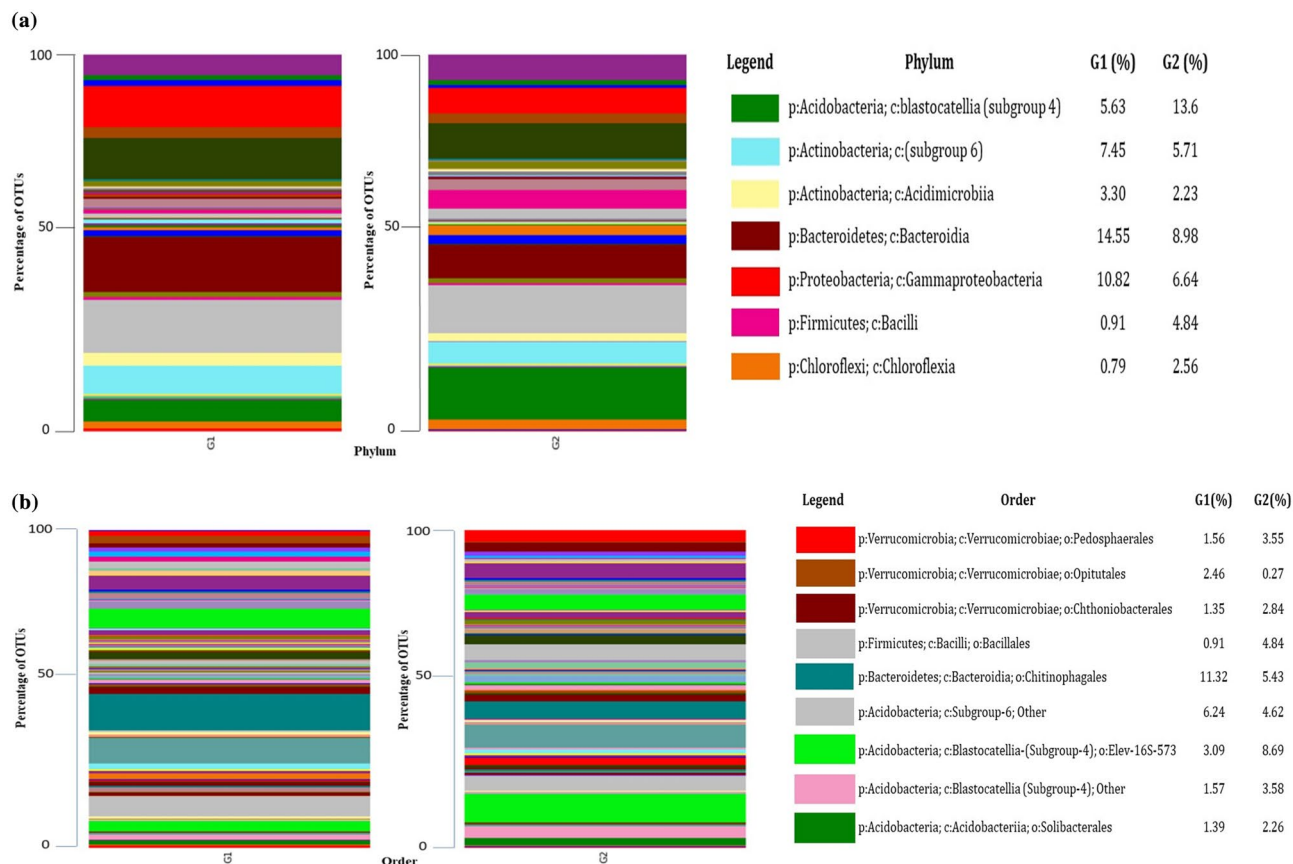 (a)
100
50
0
Percentage of OTUs
G1
100
50
0
Percentage of OTUs
G2
Phylum
Legend Phylum G1 (%) G2 (%)
p:Acidobacteria; c:blastocatellia (subgroup 4) 5.63 13.6
p:Actinobacteria; c:(subgroup 6) 7.45 5.71
p:Actinobacteria; c:Acidimicrobiia 3.30 2.23
p:Bacteroidetes; c:Bacteroidia 14.55 8.98
p:Proteobacteria; c:Gammaproteobacteria 10.82 6.64
p:Firmicutes; c:Bacilli 0.91 4.84
p:Chloroflexi; c:Chloroflexia 0.79 2.56
(b)
100
50
0
Percentage of OTUs
G1
100
50
0
Percentage of OTUs
G2
Order
Legend Order G1(%) G2(%)
p:Verrucomicrobia; c:Verrucomicrobiae; o:Pedosphaerales 1.56 3.55
p:Verrucomicrobia; c:Verrucomicrobiae; o:Opitutales 2.46 0.27
p:Verrucomicrobia; c:Verrucomicrobiae; o:Chthoniobacterales 1.35 2.84
p:Firmicutes; c:Bacilli; o:Bacillales 0.91 4.84
p:Bacteroidetes; c:Bacteroidia; o:Chitinophagales 11.32 5.43
p:Acidobacteria; c:Subgroup-6; Other 6.24 4.62
p:Acidobacteria; c:Blastocatellia-(Subgroup-4); o:Elev-16S-573 3.09 8.69
p:Acidobacteria; c:Blastocatellia (Subgroup-4); Other 1.57 3.58
p:Acidobacteria; c:Acidobacteriia; o:Solibacterales 1.39 2.26